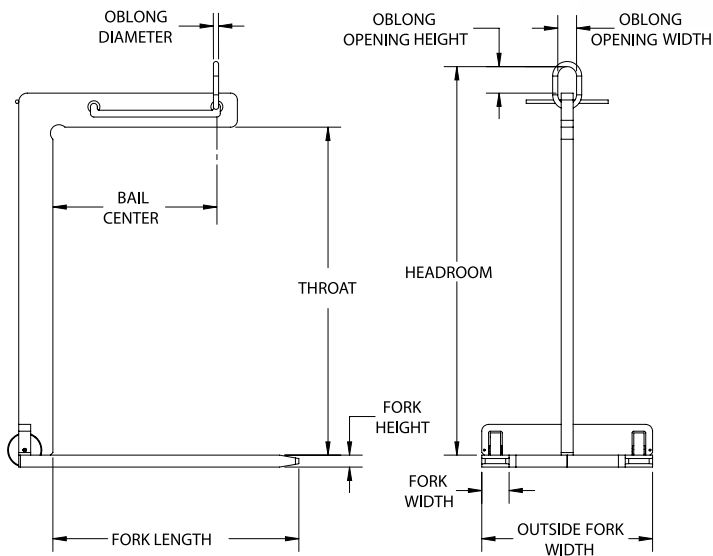 OBLONG
DIAMETER
OBLONG
OPENING HEIGHT
OBLONG
OPENING WIDTH
BAIL
CENTER
THROAT
HEADROOM
FORK
HEIGHT
FORK
WIDTH
FORK LENGTH
OUTSIDE FORK
WIDTH